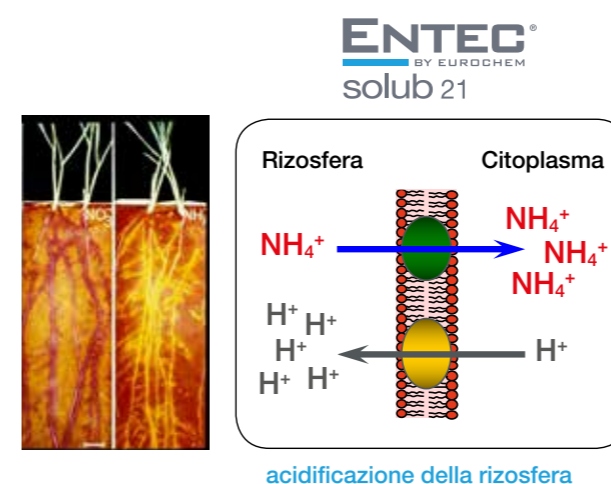 ENTEC®
BY EUROCHEM
solub 21
NO₃
NH₄
Rizosfera
Citoplasma
NH₄⁺
NH₄⁺
NH₄⁺
NH₄⁺
H⁺
H⁺
H⁺
H⁺
H⁺
H⁺
acidificazione della rizosfera